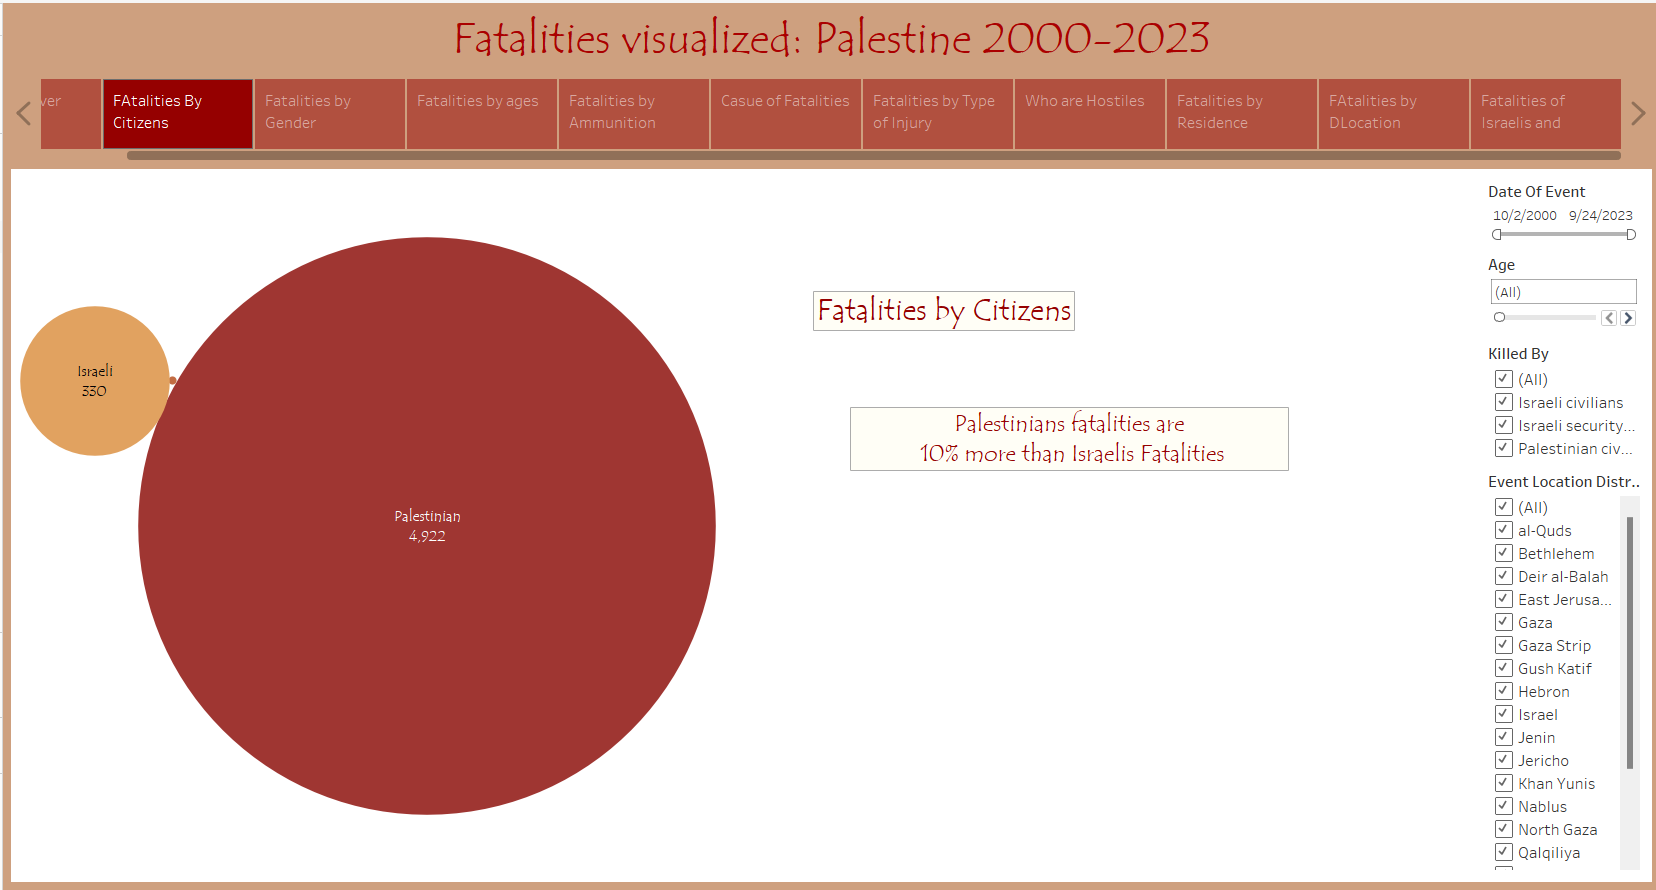 Fatalities visualized: Palestine 2000-2023
ver
FAtalities By
Citizens
Fatalities by
Gender
Fatalities by ages
Fatalities by
Ammunition
Casue of Fatalities
Fatalities by Type
of Injury
Who are Hostiles
Fatalities by
Residence
FAtalities by
DLocation
Fatalities of
Israelis and
Israeli
330
Palestinian
4,922
Fatalities by Citizens
Palestinians fatalities are
10% more than Israelis Fatalities
Date Of Event
10/2/2000 9/24/2023
Age
(All)
Killed By
(All)
Israeli civilians
Israeli security...
Palestinian civ...
Event Location Distr..
(All)
al-Quds
Bethlehem
Deir al-Balah
East Jerusa...
Gaza
Gaza Strip
Gush Katif
Hebron
Israel
Jenin
Jericho
Khan Yunis
Nablus
North Gaza
Qalqiliya